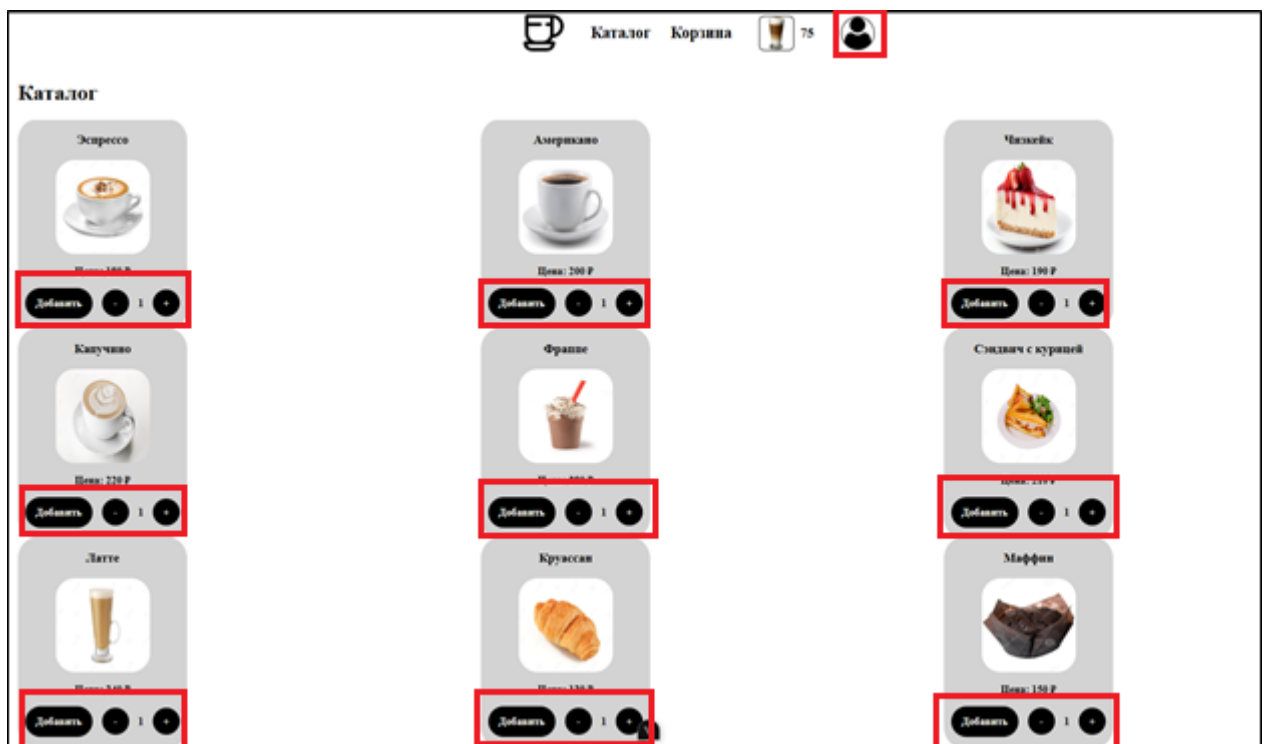 Каталог Корзина 75
Каталог
Эспрессо Американо Чизкейк
Цена: 200 ₽ Цена: 190 ₽
Добавить - 1 + Добавить - 1 + Добавить - 1 +
Капучино Фраппе Сэндвич с курицей
Цена: 220 ₽
Добавить - 1 + Добавить - 1 + Добавить - 1 +
Латте Круассан Маффин
Цена: 150 ₽
Добавить - 1 + Добавить - 1 + Добавить - 1 +